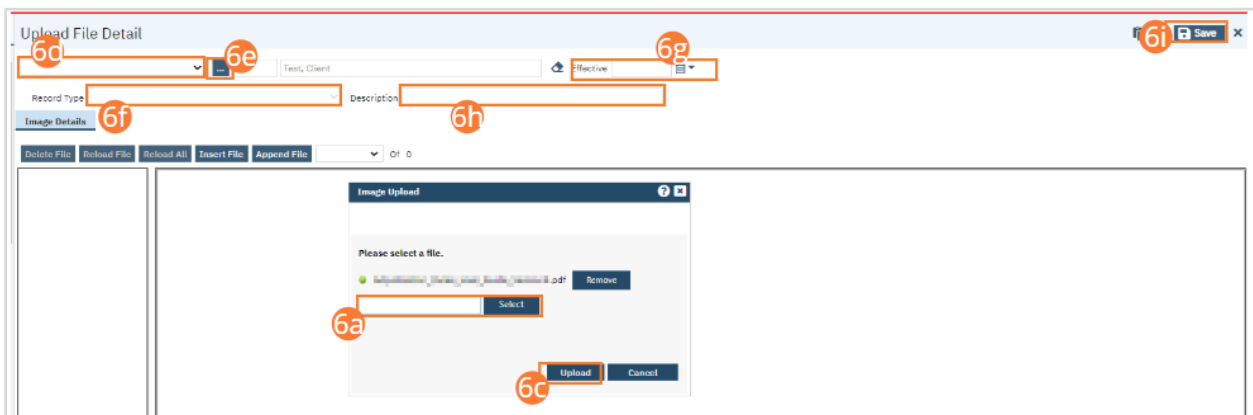 Upload File Detail
6i
Save
6d
6e
Test, Client
Effective
6g
Record Type
6f
Description
6h
Image Details
Delete File Reload File Reload All Insert File Append File Of 0
Image Upload
Please select a file.
.pdf Remove
Select
6a
Upload Cancel
6c